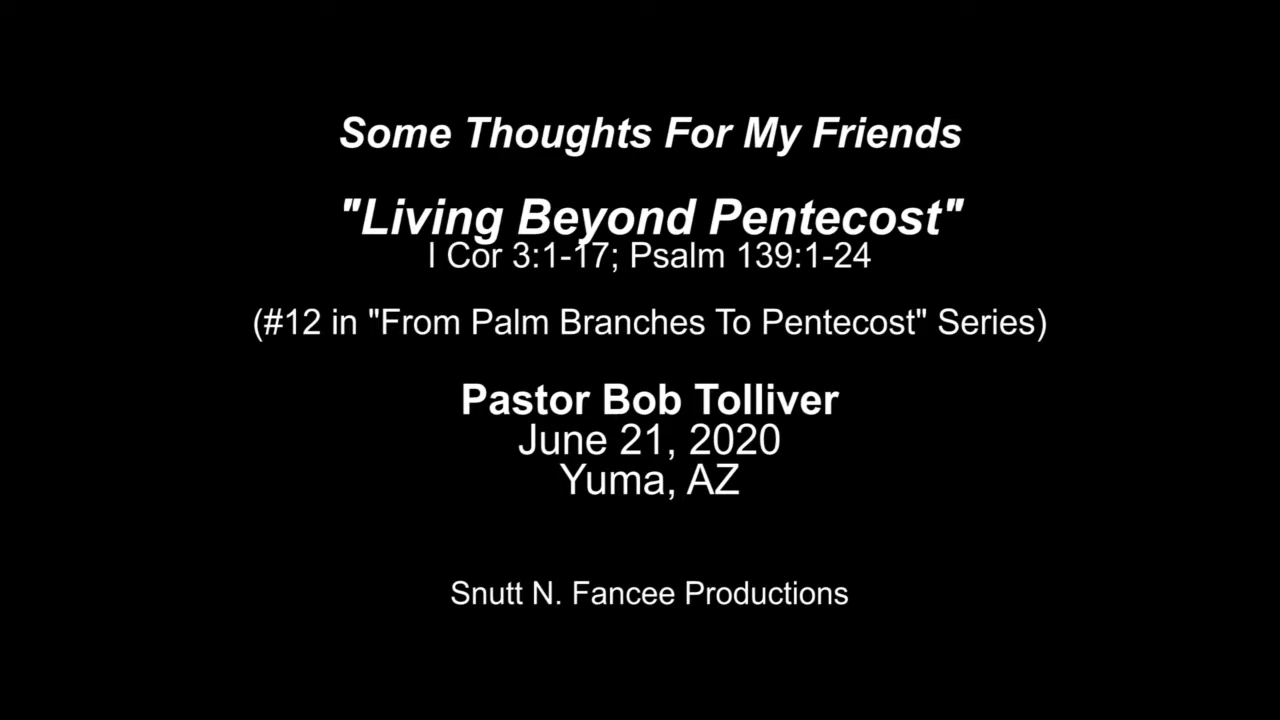 Some Thoughts For My Friends
"Living Beyond Pentecost"
I Cor 3:1-17; Psalm 139:1-24
(#12 in "From Palm Branches To Pentecost" Series)
Pastor Bob Tolliver
June 21, 2020
Yuma, AZ
Snutt N. Fancee Productions